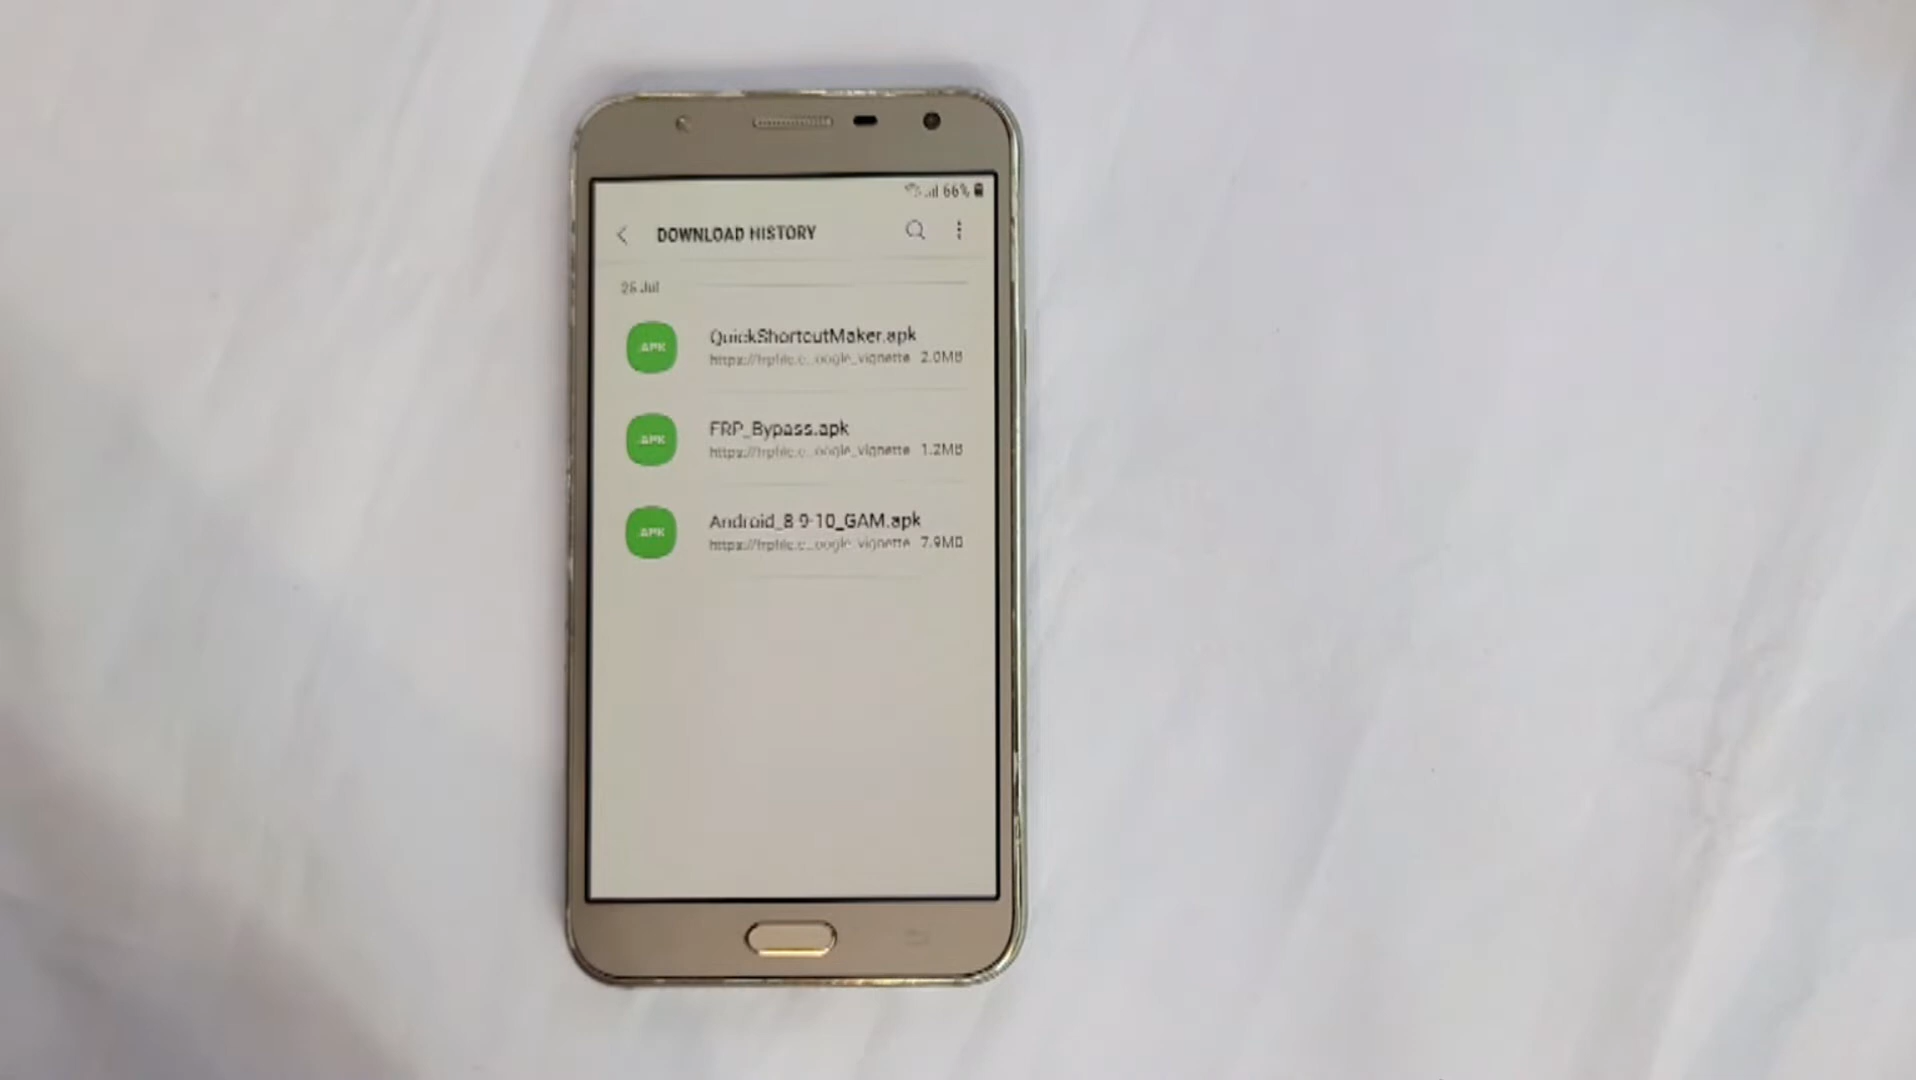 66%
DOWNLOAD HISTORY
Jul
APK
QuickShortcutMaker.apk
2.0MB
APK
FRP_Bypass.apk
1.2MB
APK
Android_8-9-10_GAM.apk
7.9MB